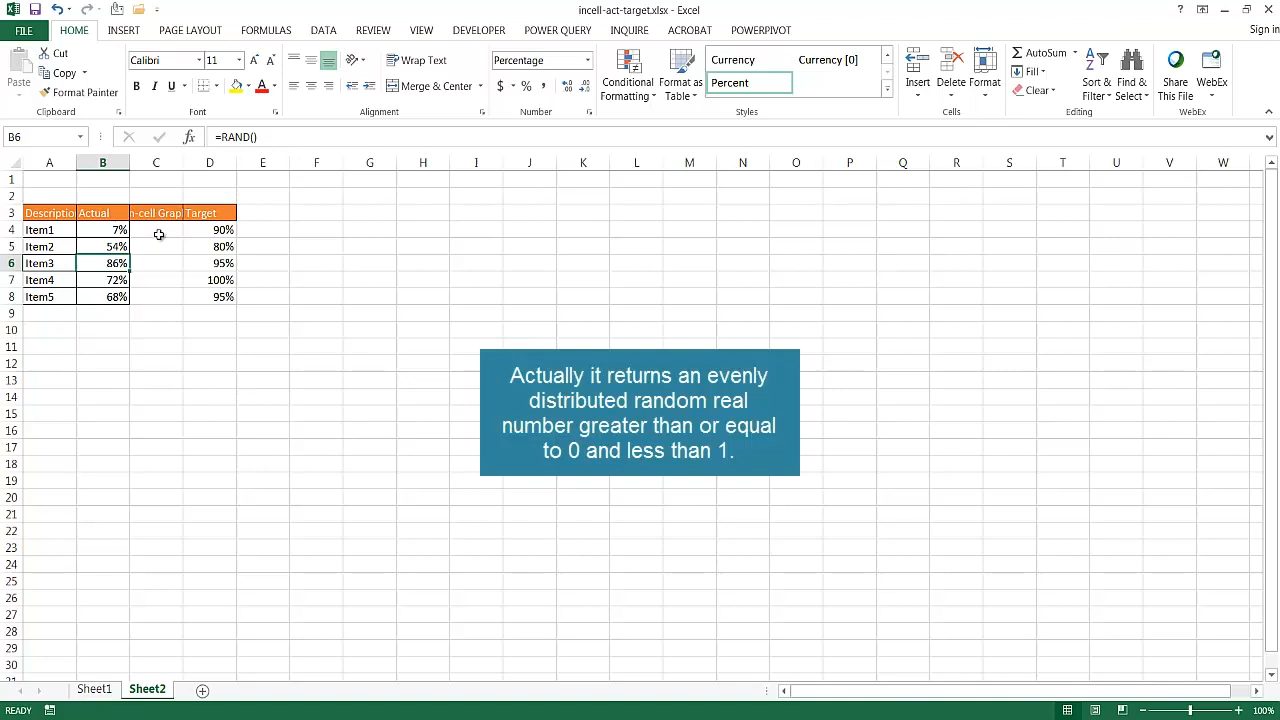 incell-act-target.xlsx - Excel
FILE HOME INSERT PAGE LAYOUT FORMULAS DATA REVIEW VIEW DEVELOPER POWER QUERY INQUIRE ACROBAT POWERPIVOT Sign in
Paste
Cut
Copy
Format Painter
Clipboard
Calibri 11
B I U
Font
Wrap Text
Merge & Center
Alignment
Percentage
$ % ,
Number
Conditional
Formatting
Format as
Table
Currency Currency [0]
Percent
Styles
Insert Delete Format
Cells
AutoSum
Fill
Clear
Sort &
Filter
Find &
Select
Editing
Share
This File
WebEx
WebEx
B6 fx =RAND()
A B C D E F G H I J K L M N O P Q R S T U V W
1
2
3 Descriptio Actual n-cell Grap Target
4 Item1 7% 90%
5 Item2 54% 80%
6 Item3 86% 95%
7 Item4 72% 100%
8 Item5 68% 95%
9
10
11
12
13
14
15
16
17
18
19
20
21
22
23
24
25
26
27
28
29
30
Actually it returns an evenly
distributed random real
number greater than or equal
to 0 and less than 1.
Sheet1 Sheet2
READY 100%